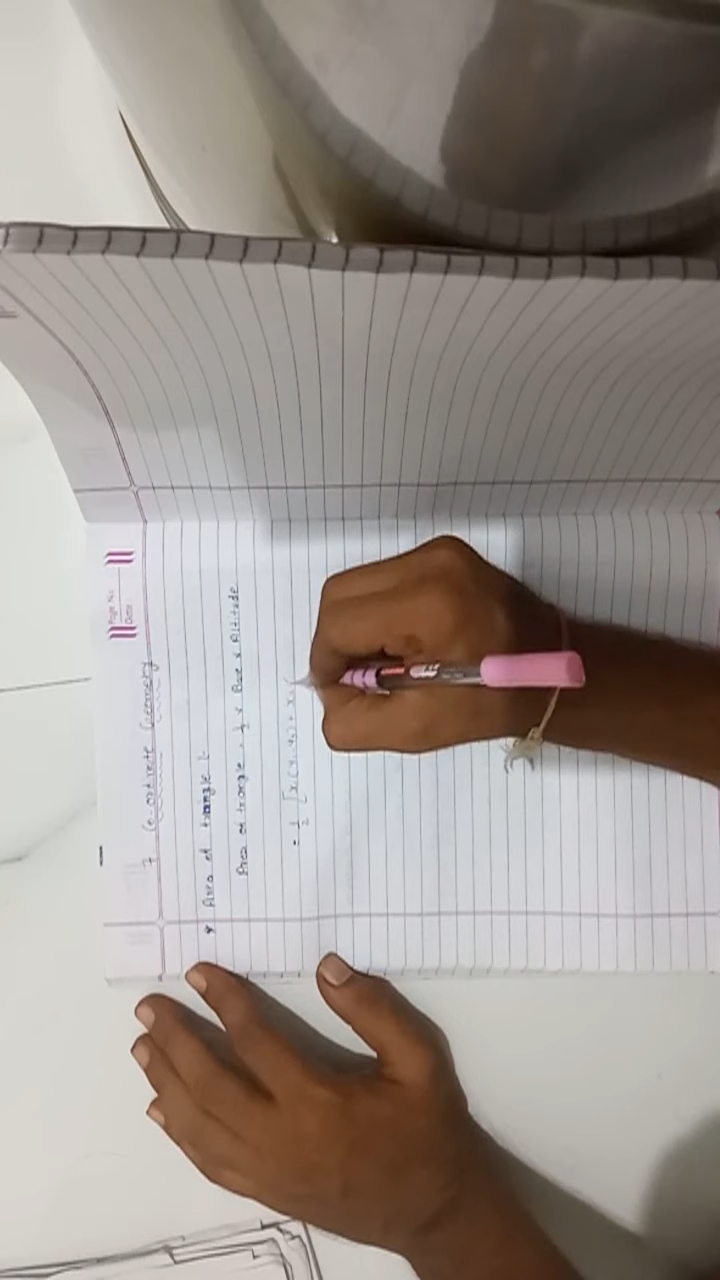 Page No.
Date
7 Co-ordinate Geometry
* Area of triangle :-
Area of triangle = 1/2 x Base x Altitude
= 1/2 [x₁(y₂-y₃) + x₂